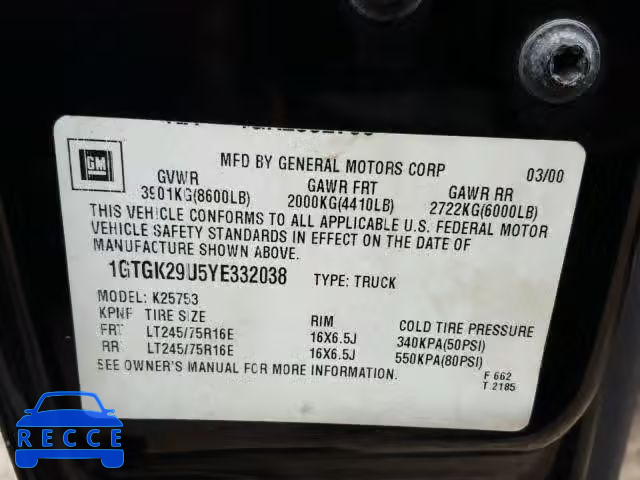 GM
MFD BY GENERAL MOTORS CORP 03/00
GVWR GAWR FRT GAWR RR
3901KG(8600LB) 2000KG(4410LB) 2722KG(6000LB)
THIS VEHICLE CONFORMS TO ALL APPLICABLE U.S. FEDERAL MOTOR
VEHICLE SAFETY STANDARDS IN EFFECT ON THE DATE OF
MANUFACTURE SHOWN ABOVE.
1GTGK29U5YE332038 TYPE: TRUCK
MODEL: K25753
KPNF TIRE SIZE RIM COLD TIRE PRESSURE
FRT LT245/75R16E 16X6.5J 340KPA(50PSI)
RR LT245/75R16E 16X6.5J 550KPA(80PSI)
SEE OWNER'S MANUAL FOR MORE INFORMATION.
F 662
T 2185
RECCE